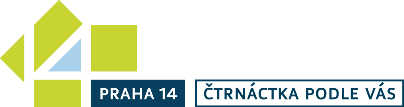 PRAHA 14 ČTRNÁCTKA PODLE VÁS